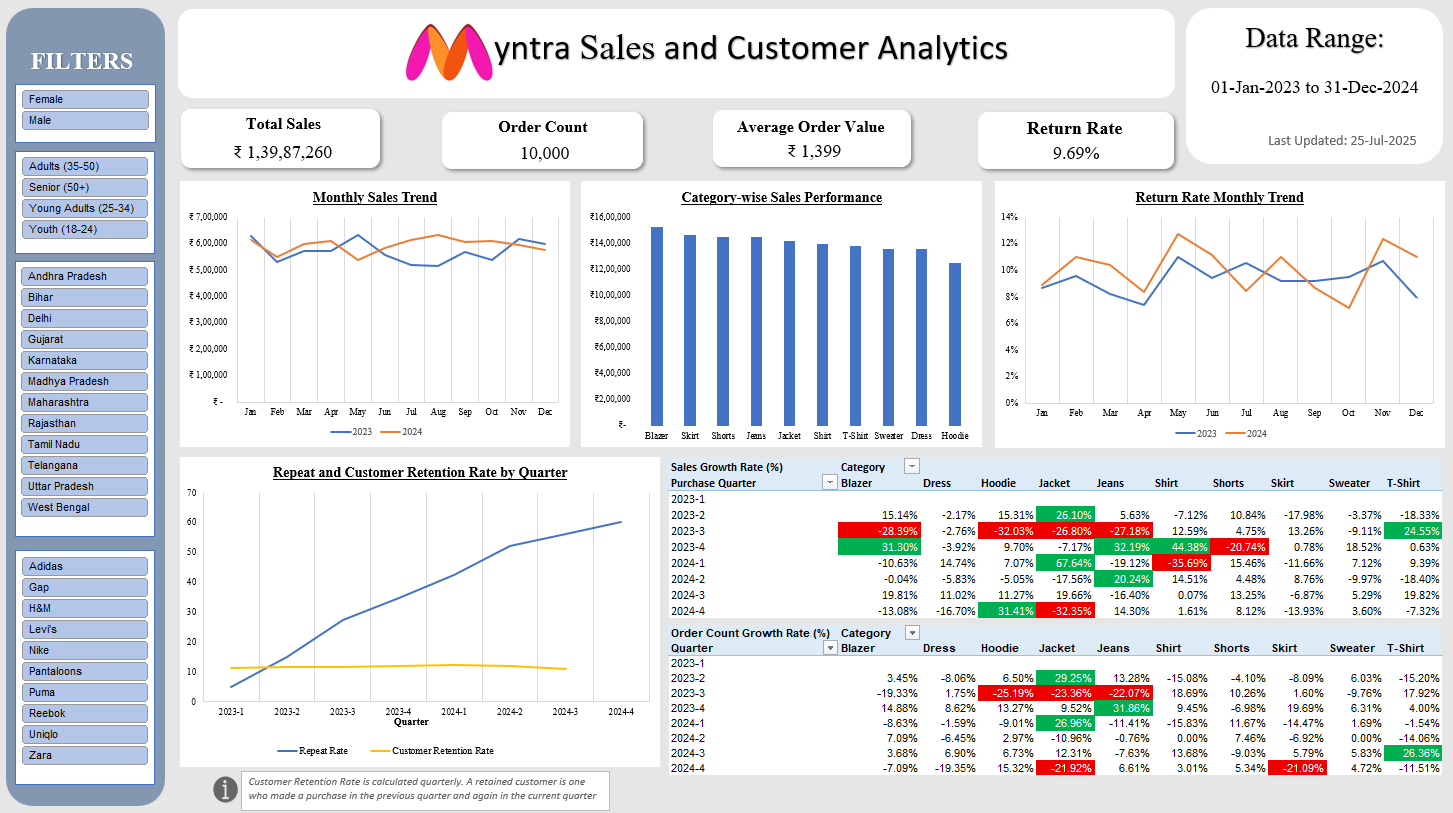 FILTERS
Female
Male
Adults (35-50)
Senior (50+)
Young Adults (25-34)
Youth (18-24)
Andhra Pradesh
Bihar
Delhi
Gujarat
Karnataka
Madhya Pradesh
Maharashtra
Rajasthan
Tamil Nadu
Telangana
Uttar Pradesh
West Bengal
Adidas
Gap
H&M
Levi's
Nike
Pantaloons
Puma
Reebok
Uniqlo
Zara
yntra Sales and Customer Analytics
Data Range:
01-Jan-2023 to 31-Dec-2024
Last Updated: 25-Jul-2025
Total Sales
₹ 1,39,87,260
Order Count
10,000
Average Order Value
₹ 1,399
Return Rate
9.69%
Monthly Sales Trend
₹ 7,00,000
₹ 6,00,000
₹ 5,00,000
₹ 4,00,000
₹ 3,00,000
₹ 2,00,000
₹ 1,00,000
₹ -
Jan Feb Mar Apr May Jun Jul Aug Sep Oct Nov Dec
2023 2024
Category-wise Sales Performance
₹16,00,000
₹14,00,000
₹12,00,000
₹10,00,000
₹8,00,000
₹6,00,000
₹4,00,000
₹2,00,000
₹-
Blazer Skirt Shorts Jeans Jacket Shirt T-Shirt Sweater Dress Hoodie
Return Rate Monthly Trend
14%
12%
10%
8%
6%
4%
2%
0%
Jan Feb Mar Apr May Jun Jul Aug Sep Oct Nov Dec
2023 2024
Repeat and Customer Retention Rate by Quarter
70
60
50
40
30
20
10
0
2023-1 2023-2 2023-3 2023-4 2024-1 2024-2 2024-3 2024-4
Quarter
Repeat Rate Customer Retention Rate
Customer Retention Rate is calculated quarterly. A retained customer is one
who made a purchase in the previous quarter and again in the current quarter
Sales Growth Rate (%) Category
Purchase Quarter Blazer Dress Hoodie Jacket Jeans Shirt Shorts Skirt Sweater T-Shirt
2023-1
2023-2 15.14% -2.17% 15.31% 26.10% 5.63% -7.12% 10.84% -17.98% -3.37% -18.33%
2023-3 -28.39% -2.76% -32.03% -26.80% -27.18% 12.59% 4.75% 13.26% -9.11% 24.55%
2023-4 31.30% -3.92% 9.70% -7.17% 32.19% 44.38% -20.74% 0.78% 18.52% 0.63%
2024-1 -10.63% 14.74% 7.07% 67.64% -19.12% -35.69% 15.46% -11.66% 7.12% 9.39%
2024-2 -0.04% -5.83% -5.05% -17.56% 20.24% 14.51% 4.48% 8.76% -9.97% -18.40%
2024-3 19.81% 11.02% 11.27% 19.66% -16.40% 0.07% 13.25% -6.87% 5.29% 19.82%
2024-4 -13.08% -16.70% 31.41% -32.35% 14.30% 1.61% 8.12% -13.93% 3.60% -7.32%
Order Count Growth Rate (%) Category
Quarter Blazer Dress Hoodie Jacket Jeans Shirt Shorts Skirt Sweater T-Shirt
2023-1
2023-2 3.45% -8.06% 6.50% 29.25% 13.28% -15.08% -4.10% -8.09% 6.03% -15.20%
2023-3 -19.33% 1.75% -25.19% -23.36% -22.07% 18.69% 10.26% 1.60% -9.76% 17.92%
2023-4 14.88% 8.62% 13.27% 9.52% 31.86% 9.45% -6.98% 19.69% 6.31% 4.00%
2024-1 -8.63% -1.59% -9.01% 26.96% -11.41% -15.83% 11.67% -14.47% 1.69% -1.54%
2024-2 7.09% -6.45% 2.97% -10.96% -0.76% 0.00% 7.46% -6.92% 0.00% -14.06%
2024-3 3.68% 6.90% 6.73% 12.31% -7.63% 13.68% -9.03% 5.79% 5.83% 26.36%
2024-4 -7.09% -19.35% 15.32% -21.92% 6.61% 3.01% 5.34% -21.09% 4.72% -11.51%